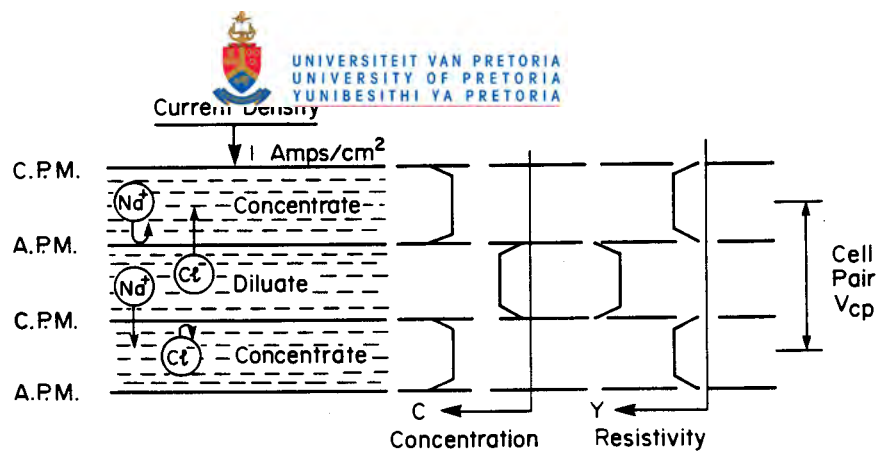 UNIVERSITEIT VAN PRETORIA
UNIVERSITY OF PRETORIA
YUNIBESITHI YA PRETORIA
Current Density
I Amps/cm²
C.P.M.
Na⁺
Concentrate
A.P.M.
Cℓ⁻
Na⁺
Diluate
C.P.M.
Cℓ⁻
Concentrate
A.P.M.
Cell
Pair
Vcp
C
Concentration
Y
Resistivity